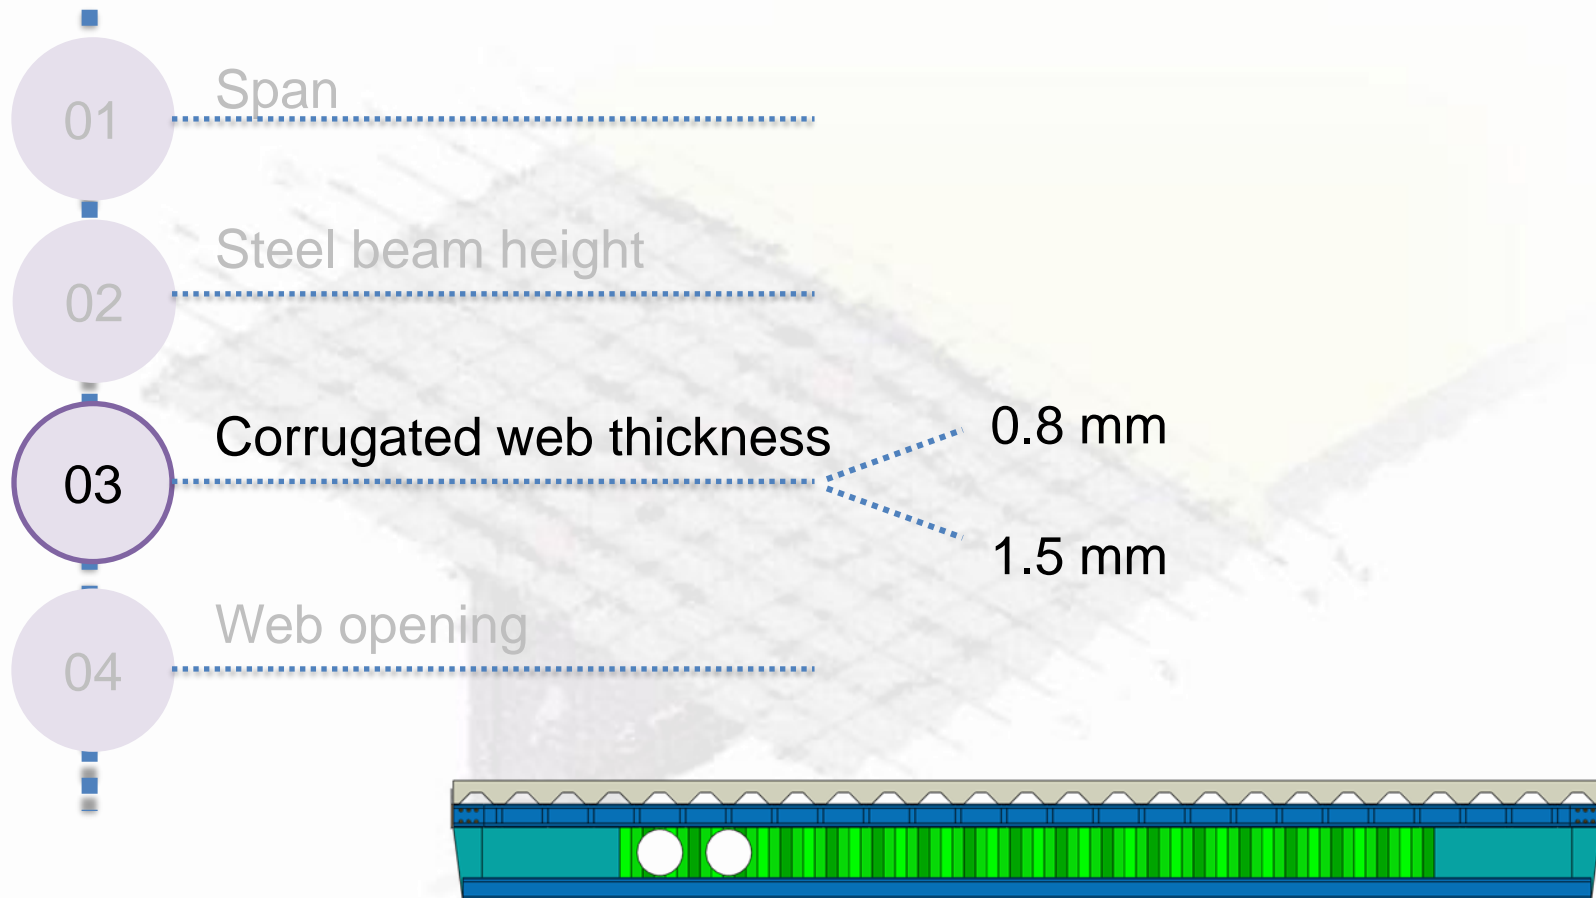 01
Span
02
Steel beam height
03
Corrugated web thickness
0.8 mm
1.5 mm
04
Web opening